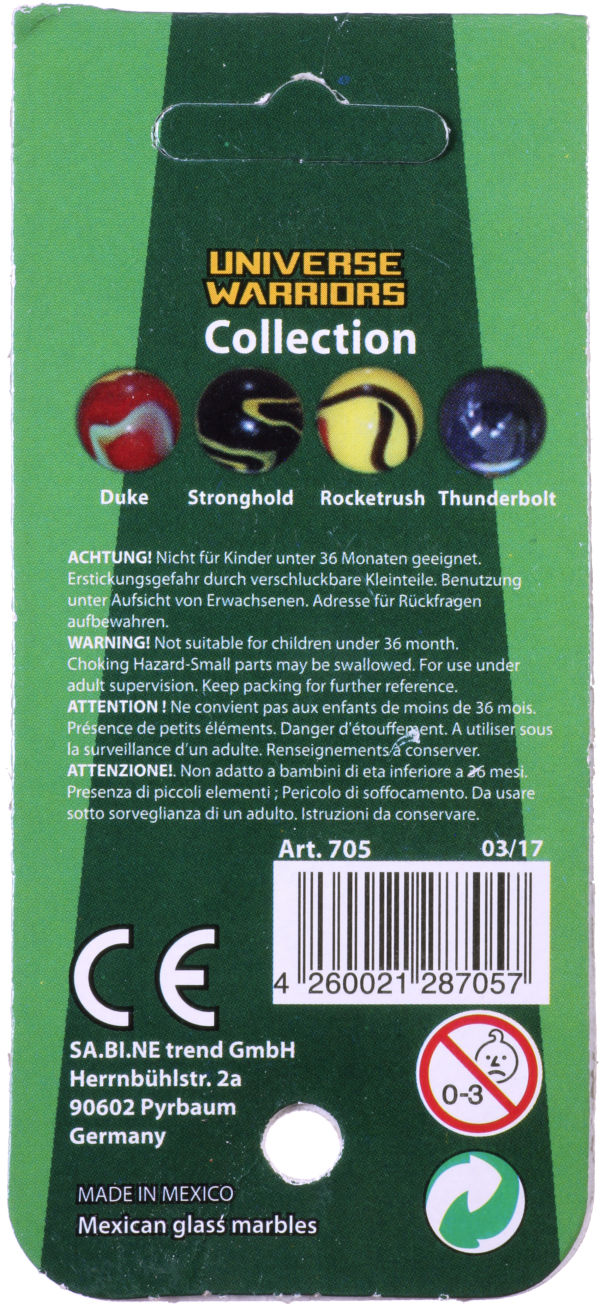 UNIVERSE
WARRIORS
Collection
Duke Stronghold Rocketrush Thunderbolt
ACHTUNG! Nicht für Kinder unter 36 Monaten geeignet.
Erstickungsgefahr durch verschluckbare Kleinteile. Benutzung
unter Aufsicht von Erwachsenen. Adresse für Rückfragen
aufbewahren.
WARNING! Not suitable for children under 36 month.
Choking Hazard-Small parts may be swallowed. For use under
adult supervision. Keep packing for further reference.
ATTENTION ! Ne convient pas aux enfants de moins de 36 mois.
Présence de petits éléments. Danger d'étouffement. A utiliser sous
la surveillance d'un adulte. Renseignements à conserver.
ATTENZIONE!. Non adatto a bambini di eta inferiore a 36 mesi.
Presenza di piccoli elementi ; Pericolo di soffocamento. Da usare
sotto sorveglianza di un adulto. Istruzioni da conservare.
Art. 705 03/17
4 260021 287057
CE
SA.BI.NE trend GmbH
Herrnbühlstr. 2a
90602 Pyrbaum
Germany
0-3
MADE IN MEXICO
Mexican glass marbles